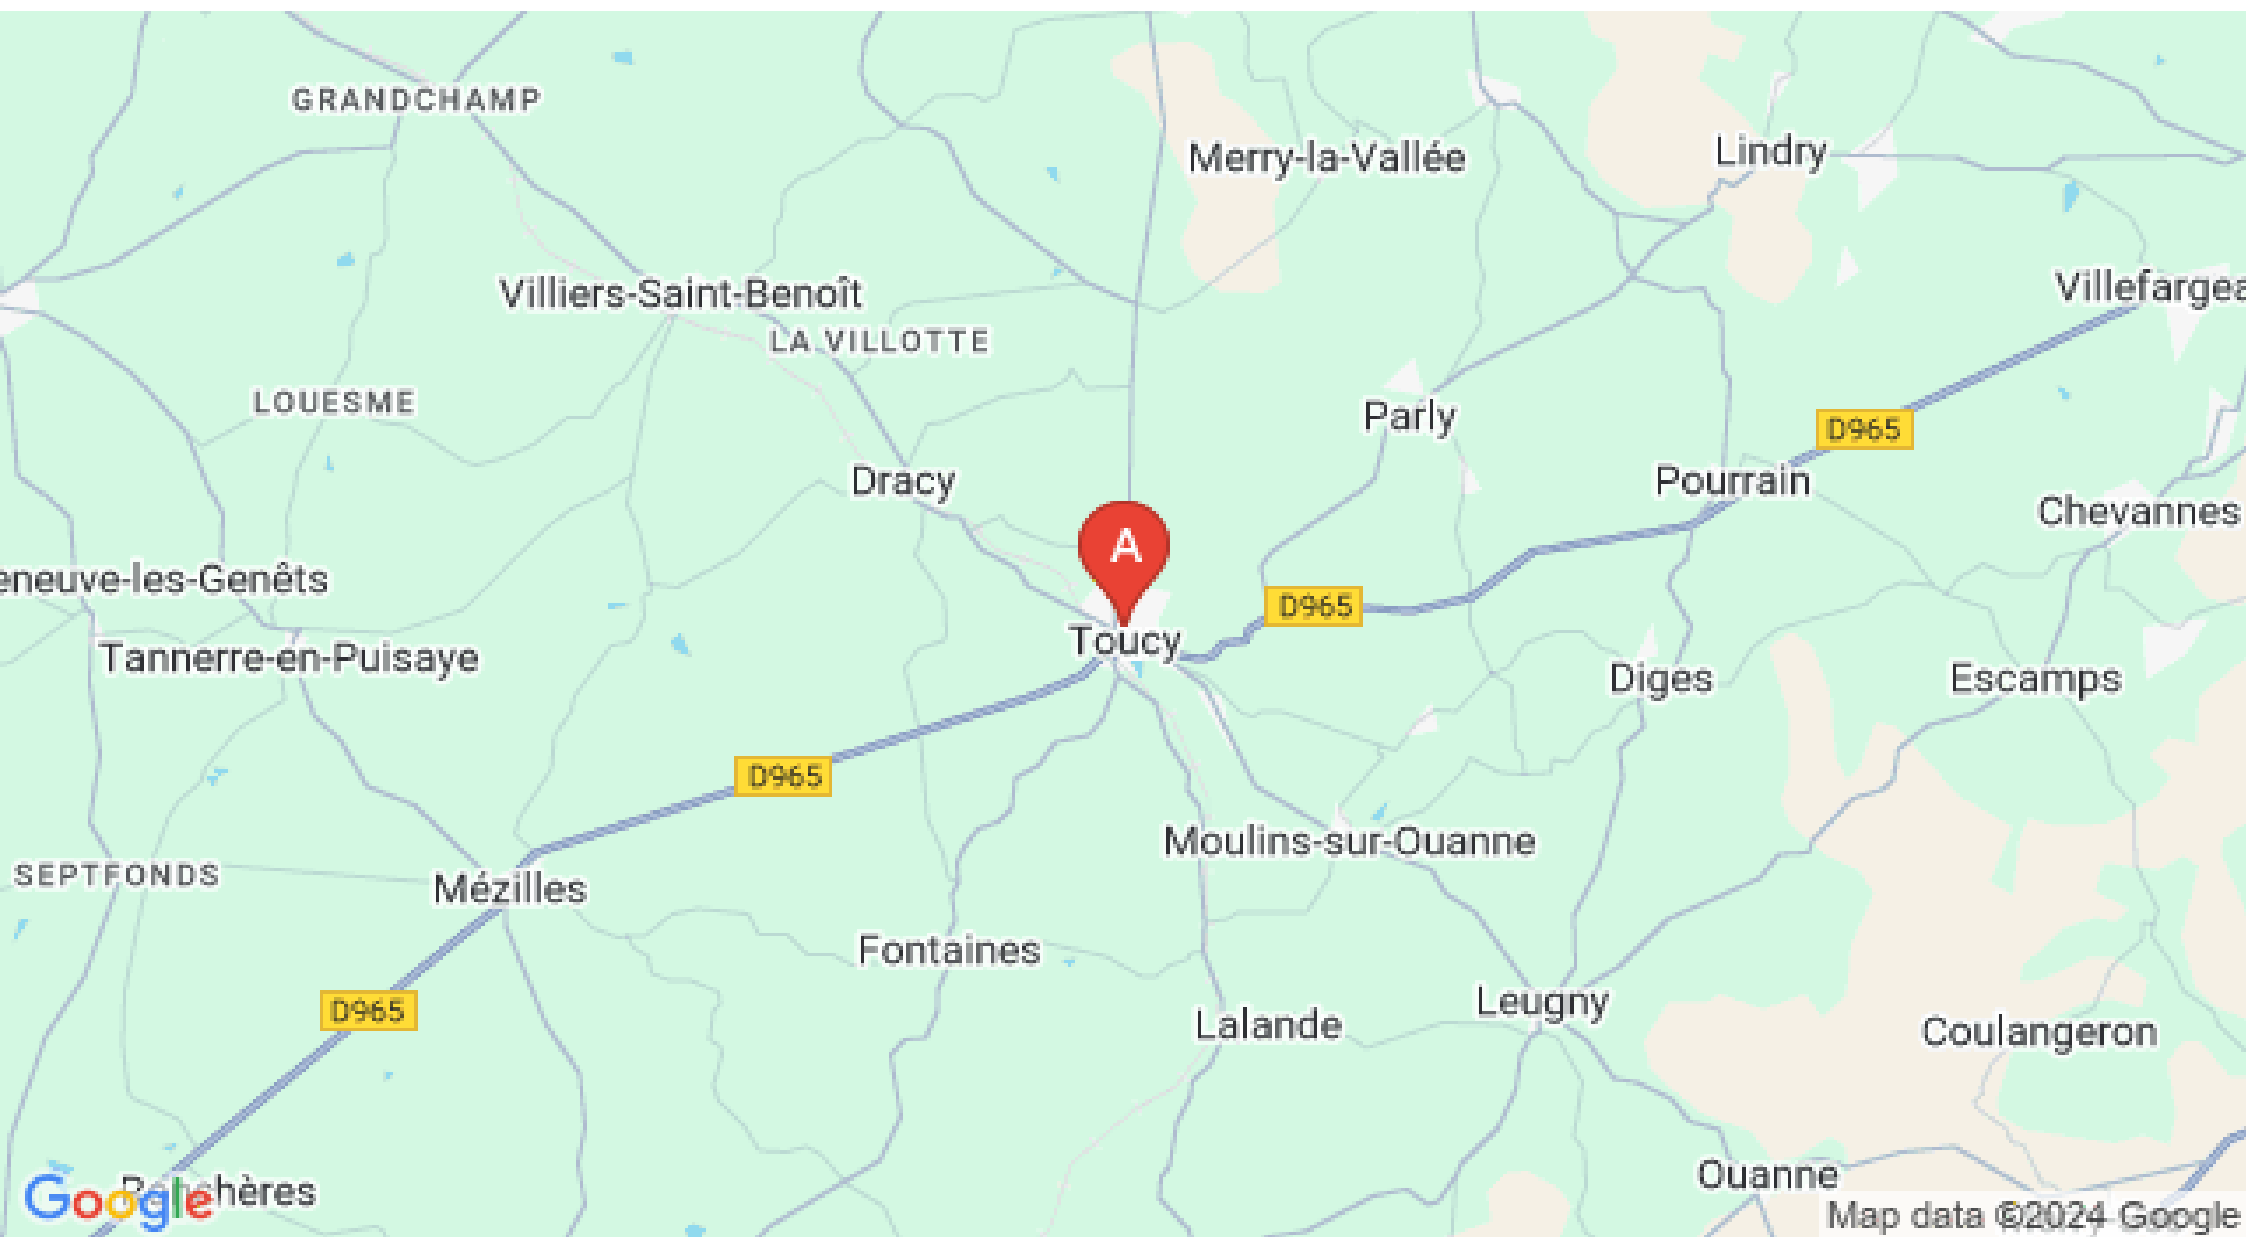 GRANDCHAMP
Merry-la-Vallée
Lindry
Villiers-Saint-Benoît
Villefargea
LA VILLOTTE
LOUESME
Parly
D965
Dracy
Pourrain
Chevannes
A
eneuve-les-Genêts
D965
Toucy
Tannerre-en-Puisaye
Diges
Escamps
D965
Moulins-sur-Ouanne
SEPTFONDS
Mézilles
Fontaines
Leugny
D965
Lalande
Coulangeron
Ouanne
Google
Map data ©2024 Google